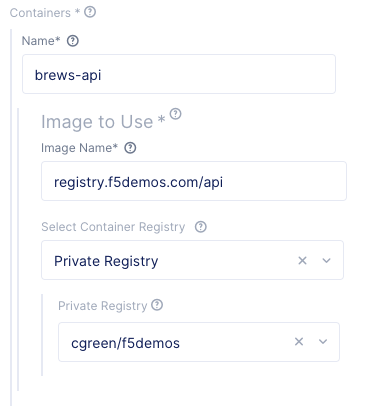 Containers *
Name*
brews-api
Image to Use *
Image Name*
registry.f5demos.com/api
Select Container Registry
Private Registry
Private Registry
cgreen/f5demos